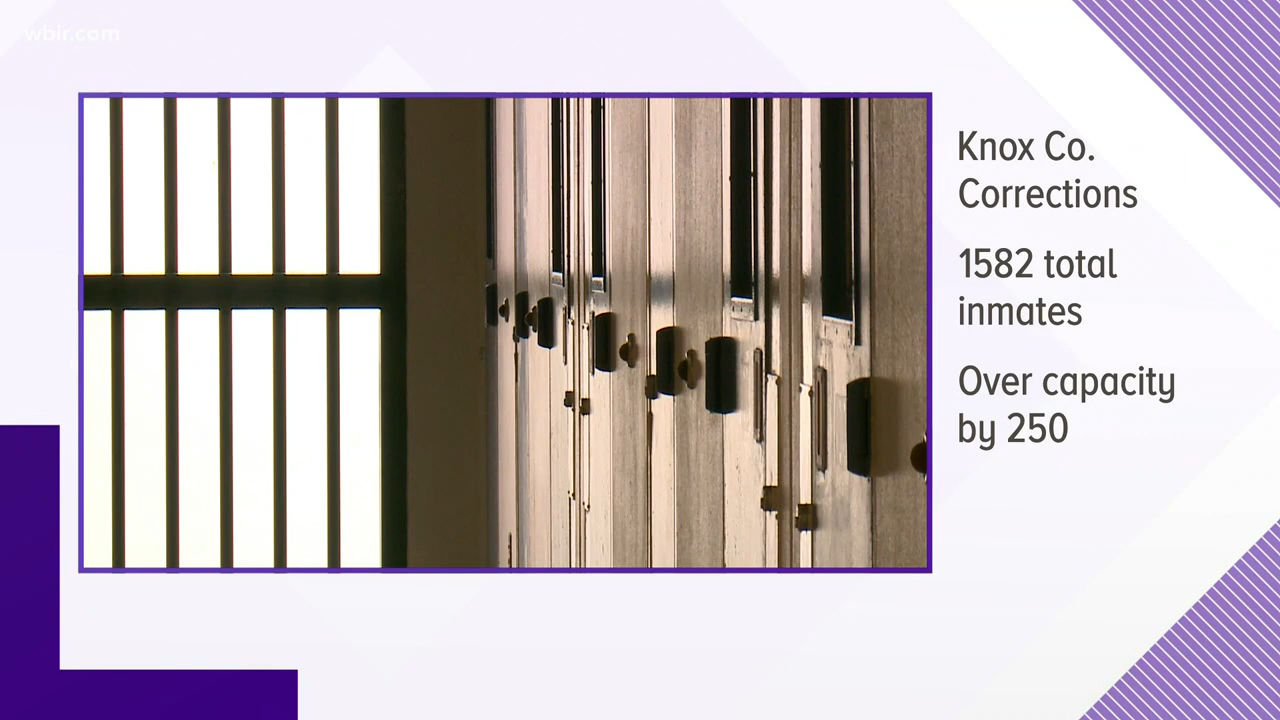 wbir.com
Knox Co.
Corrections
1582 total
inmates
Over capacity
by 250